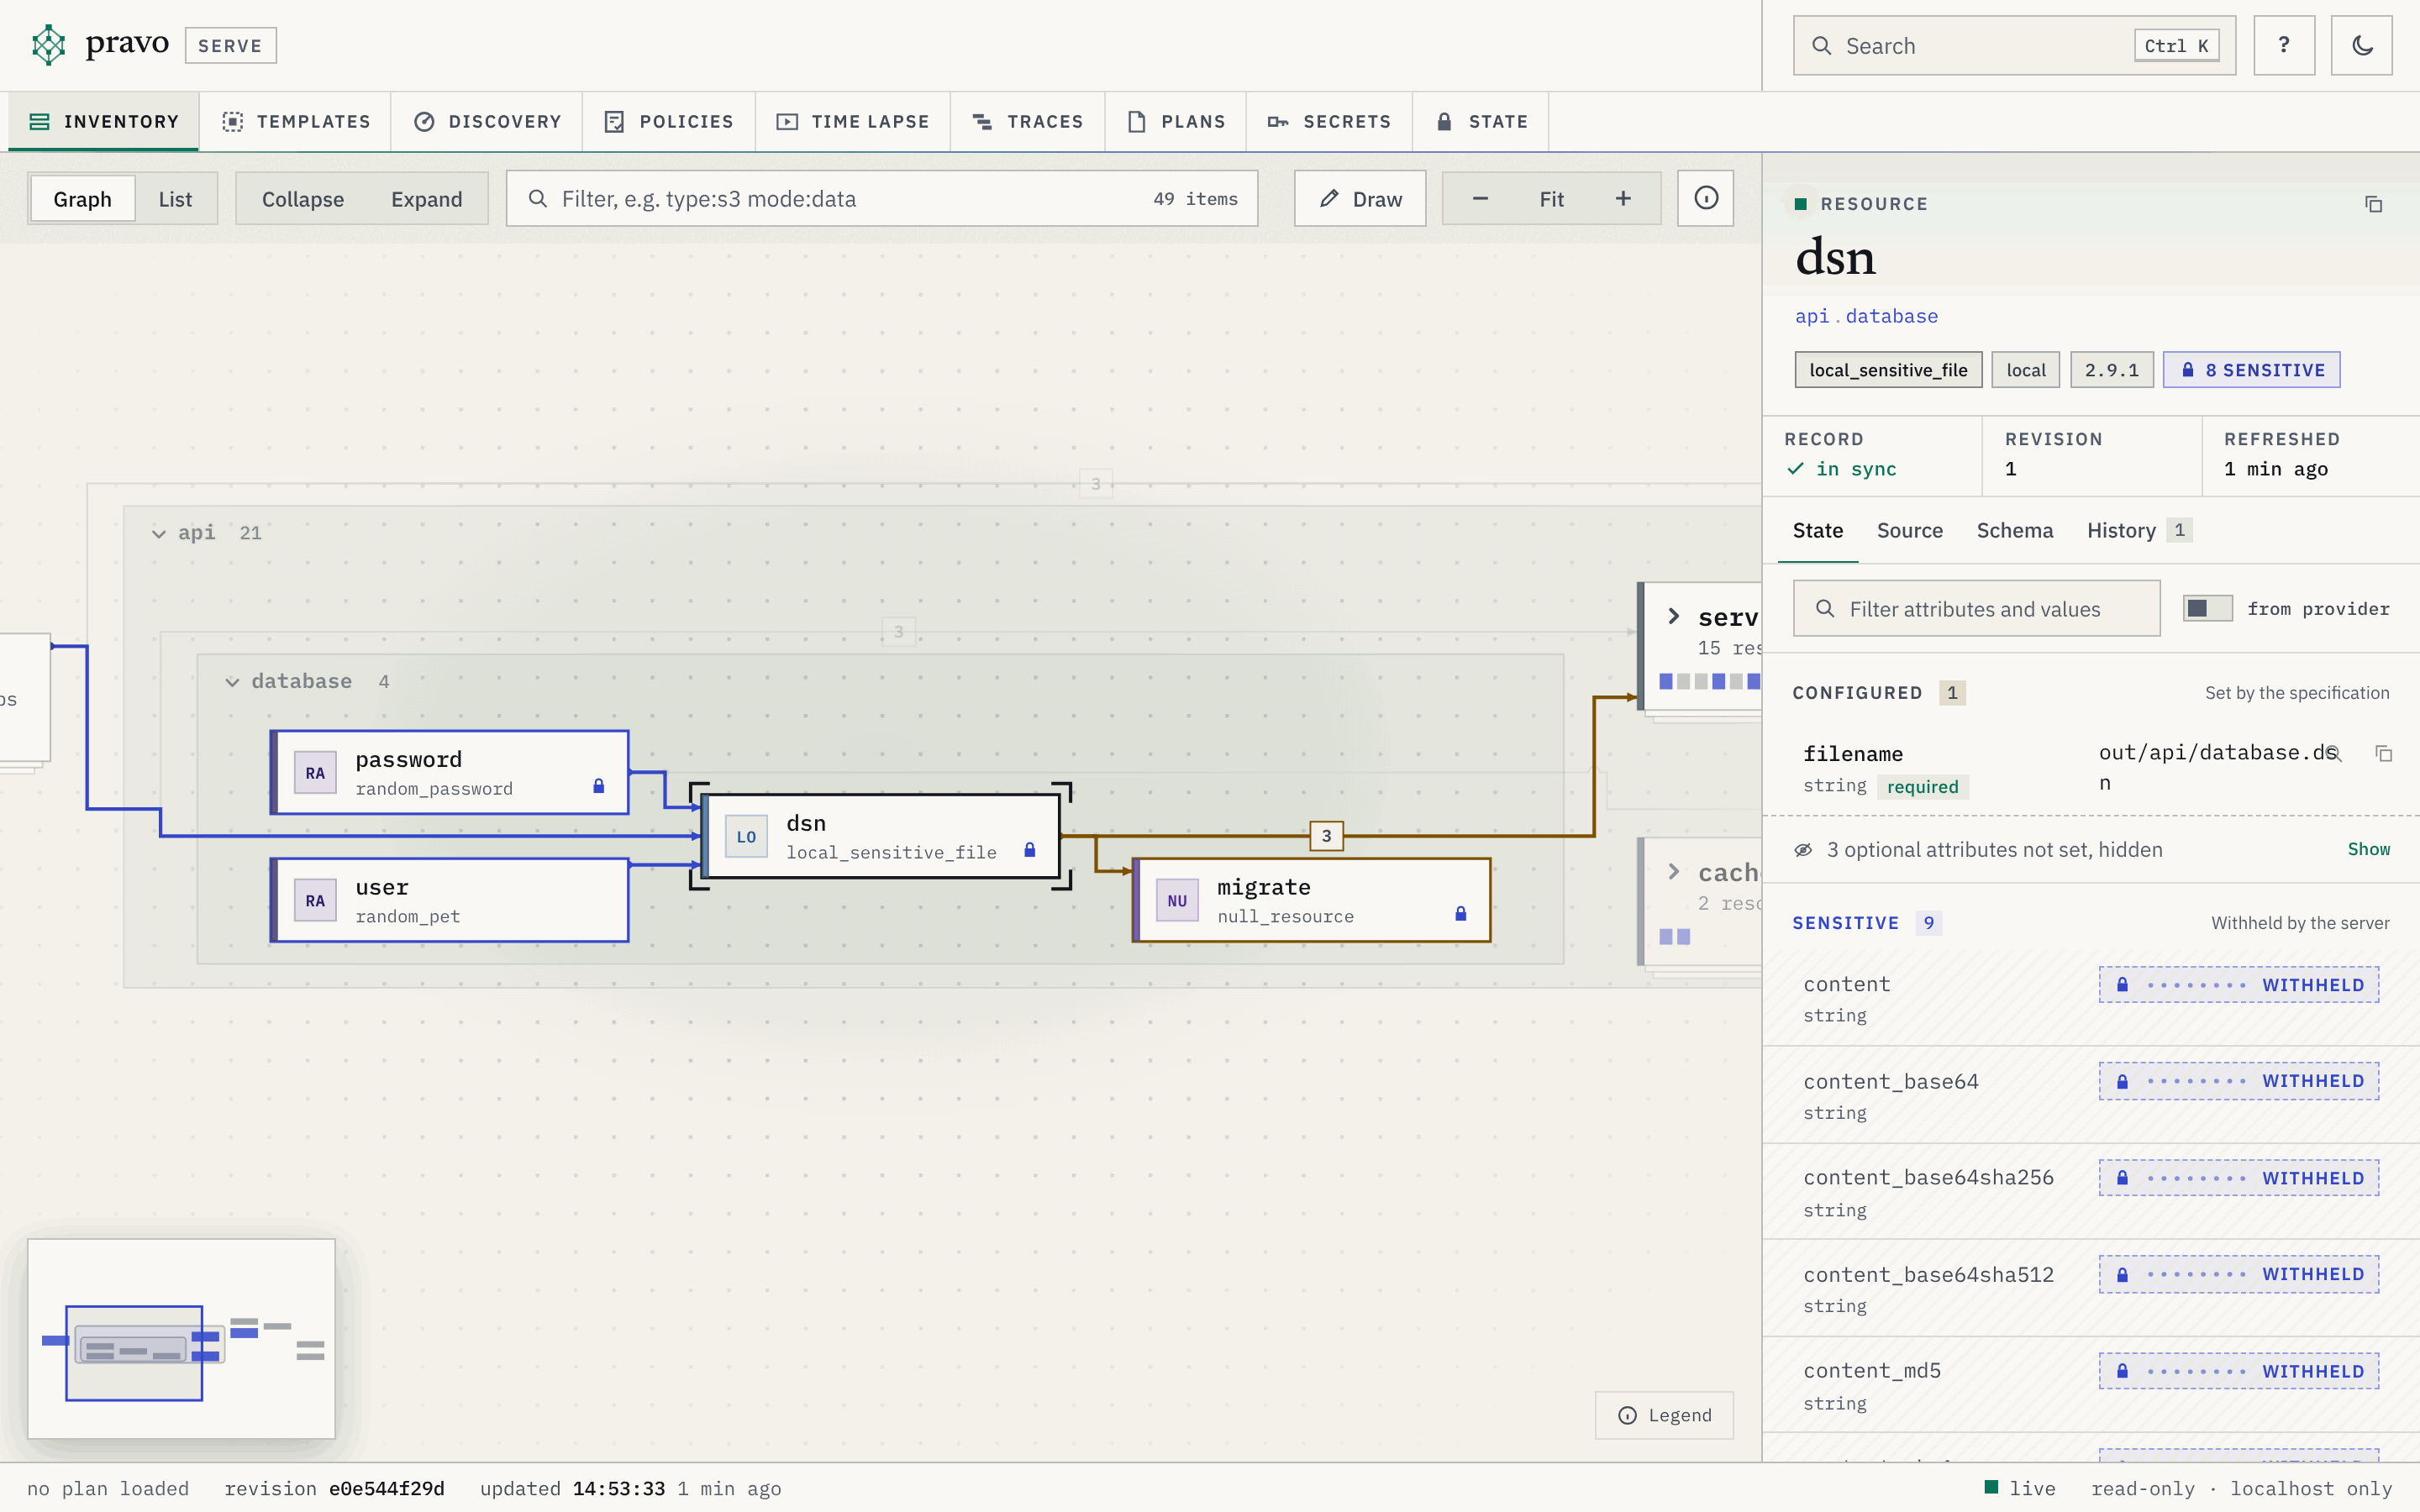 pravo SERVE
Search Ctrl K ?
INVENTORY TEMPLATES DISCOVERY POLICIES TIME LAPSE TRACES PLANS SECRETS STATE
Graph List Collapse Expand Filter, e.g. type:s3 mode:data 49 items Draw − Fit +
RESOURCE
dsn
api.database
local_sensitive_file local 2.9.1 8 SENSITIVE
RECORD REVISION REFRESHED
in sync 1 1 min ago
State Source Schema History 1
Filter attributes and values from provider
CONFIGURED 1 Set by the specification
filename out/api/database.ds
string required n
3 optional attributes not set, hidden Show
SENSITIVE 9 Withheld by the server
content WITHHELD
string
content_base64 WITHHELD
string
content_base64sha256 WITHHELD
string
content_base64sha512 WITHHELD
string
content_md5 WITHHELD
string
3
api 21
3
serv
15 res
database 4
password
RA
random_password
dsn
LO
local_sensitive_file
3
user
RA
random_pet
migrate
NU
null_resource
cach
2 reso
Legend
no plan loaded revision e0e544f29d updated 14:53:33 1 min ago
live read-only · localhost only